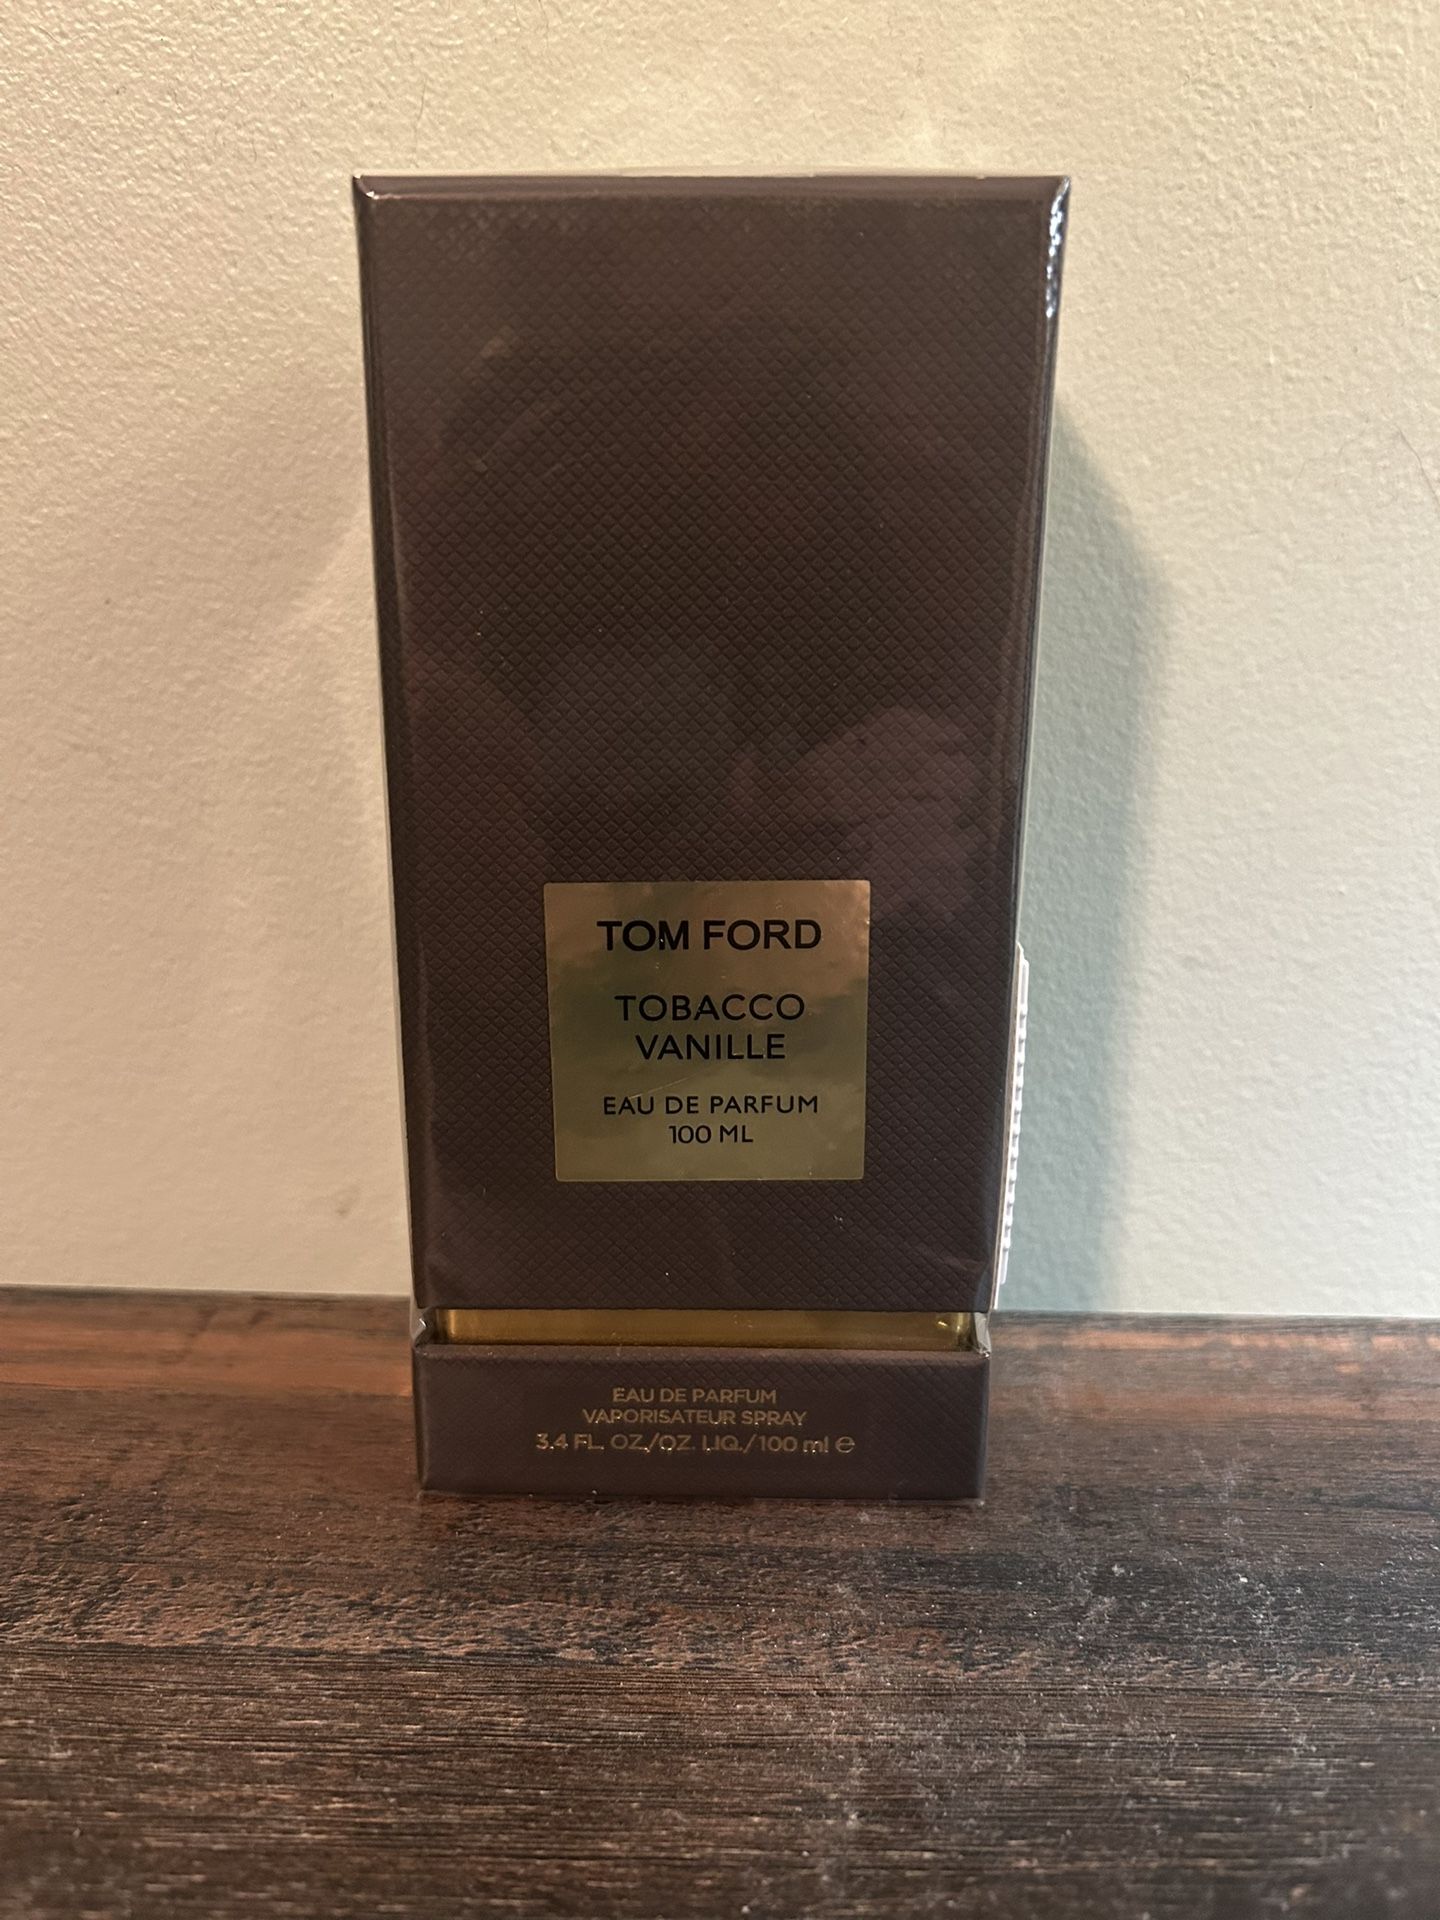 TOM FORD
TOBACCO
VANILLE
EAU DE PARFUM
100 ML
EAU DE PARFUM
VAPORISATEUR SPRAY
3.4 FL. OZ./OZ. LIQ./100 ml ℮